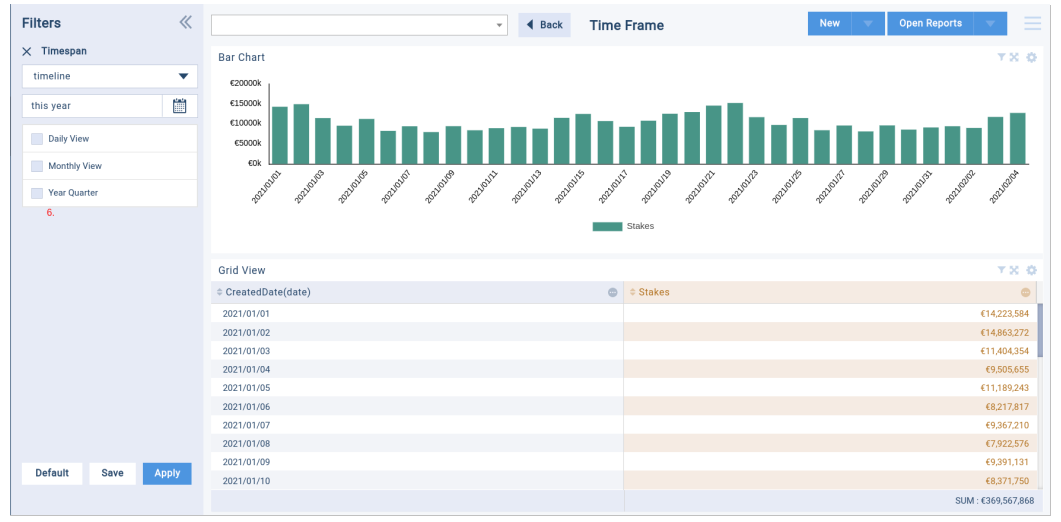 Filters
Timespan
timeline
this year
Daily View
Monthly View
Year Quarter
6.
Default Save Apply
Back Time Frame New Open Reports
Bar Chart
€20000k
€15000k
€10000k
€5000k
€0k
2021/01/01 2021/01/03 2021/01/05 2021/01/07 2021/01/09 2021/01/11 2021/01/13 2021/01/15 2021/01/17 2021/01/19 2021/01/21 2021/01/23 2021/01/25 2021/01/27 2021/01/29 2021/01/31 2021/02/02 2021/02/04
Stakes
Grid View
CreatedDate(date) Stakes
2021/01/01 €14,223,584
2021/01/02 €14,863,272
2021/01/03 €11,404,354
2021/01/04 €9,505,655
2021/01/05 €11,189,243
2021/01/06 €8,217,817
2021/01/07 €9,367,210
2021/01/08 €7,922,576
2021/01/09 €9,391,131
2021/01/10 €8,371,750
SUM : €369,567,868